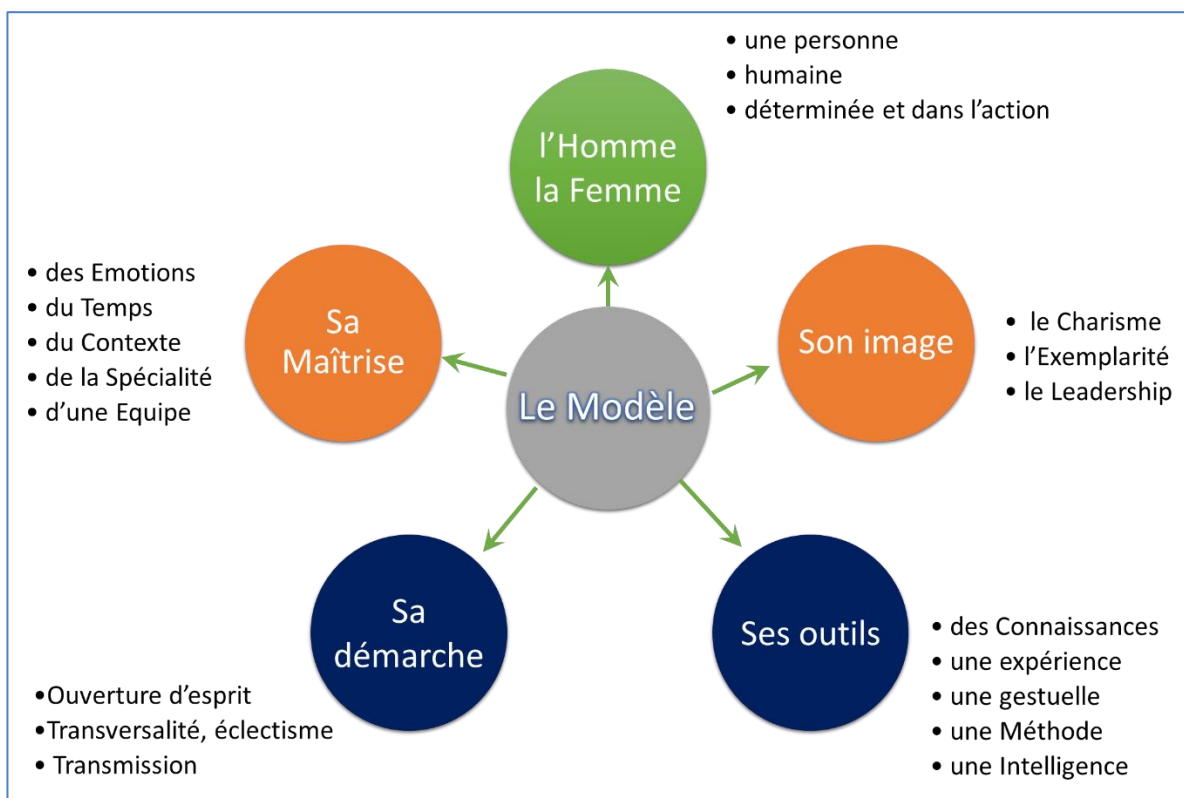 • une personne
• humaine
• déterminée et dans l’action
l’Homme
la Femme
• des Emotions
• du Temps
• du Contexte
• de la Spécialité
• d’une Equipe
Sa
Maîtrise
Le Modèle
Son image
• le Charisme
• l’Exemplarité
• le Leadership
Sa
démarche
•Ouverture d’esprit
•Transversalité, éclectisme
• Transmission
Ses outils
• des Connaissances
• une expérience
• une gestuelle
• une Méthode
• une Intelligence